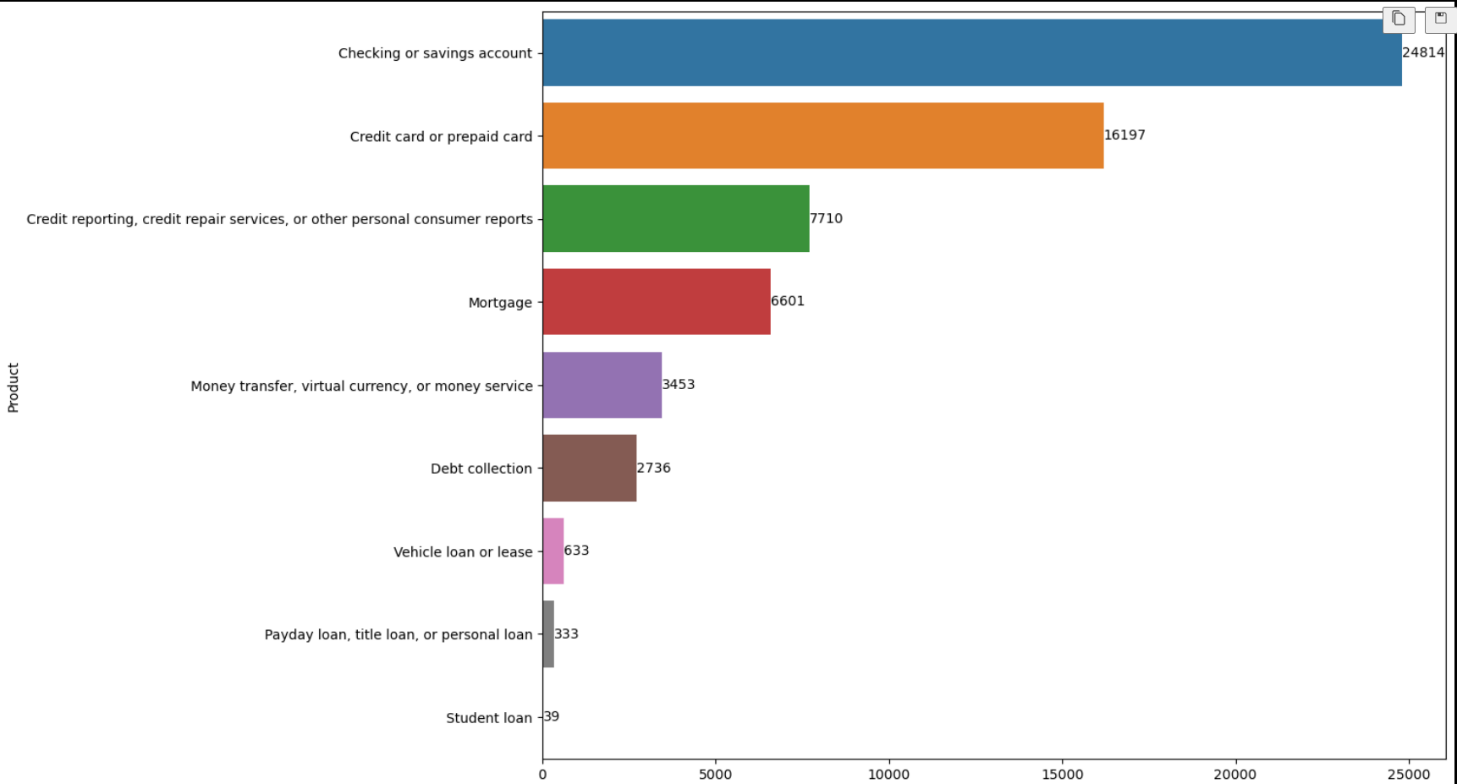 Checking or savings account
24814
Credit card or prepaid card
16197
Credit reporting, credit repair services, or other personal consumer reports
7710
Mortgage
6601
Money transfer, virtual currency, or money service
3453
Product
Debt collection
2736
Vehicle loan or lease
633
Payday loan, title loan, or personal loan
333
Student loan
39
0 5000 10000 15000 20000 25000